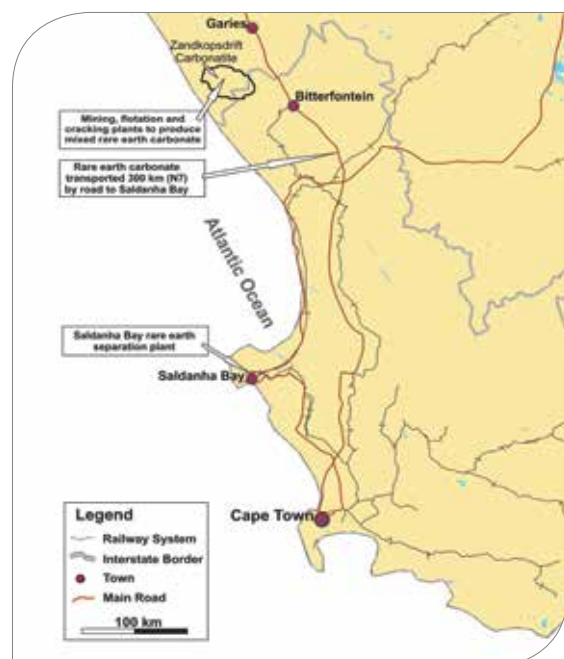 Garies
Zandkopsdrift
Carbonatite
Bitterfontein
Mining, flotation and
cracking plants to produce
mixed rare earth carbonate
Rare earth carbonate
transported 300 km (N7)
by road to Saldanha Bay
Atlantic Ocean
Saldanha Bay rare earth
separation plant
Saldanha Bay
Cape Town
Legend
Railway System
Interstate Border
Town
Main Road
100 km